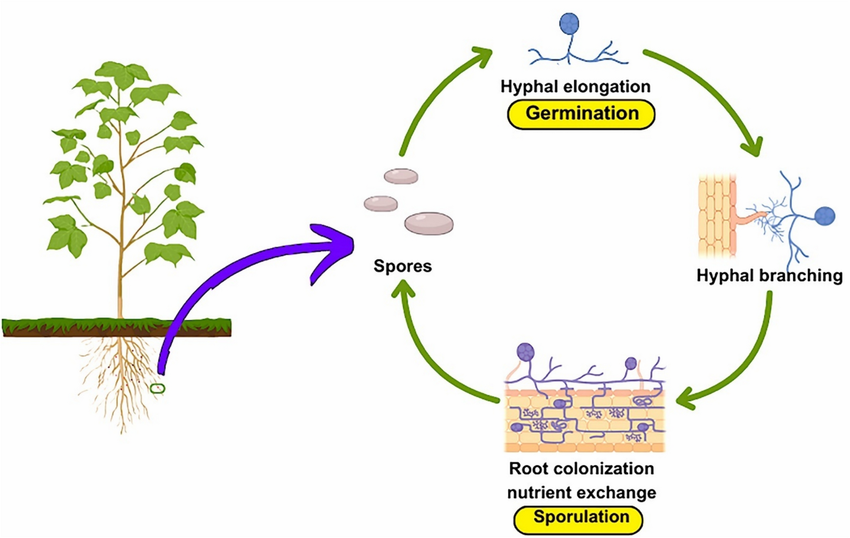 Hyphal elongation
Germination
Spores
Hyphal branching
Root colonization
nutrient exchange
Sporulation